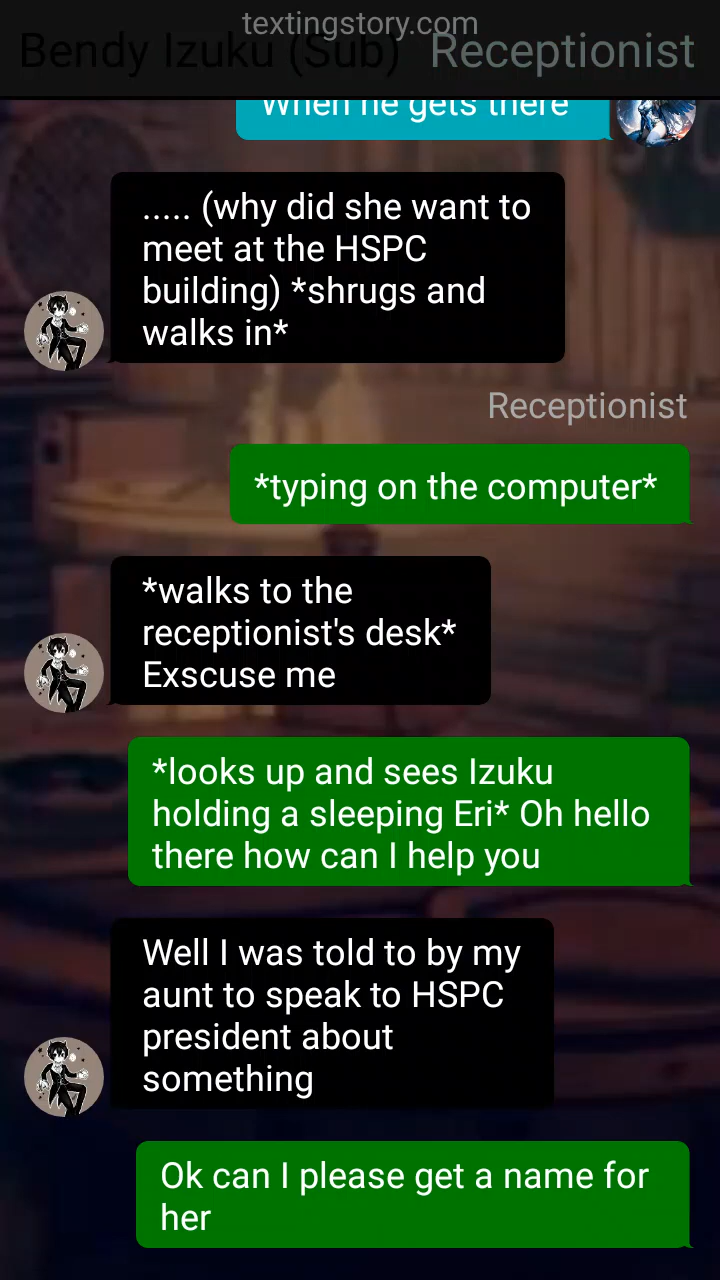 textingstory.com
Bendy Izuku (Sub) Receptionist
When he gets there
..... (why did she want to
meet at the HSPC
building) *shrugs and
walks in*
Receptionist
*typing on the computer*
*walks to the
receptionist's desk*
Exscuse me
*looks up and sees Izuku
holding a sleeping Eri* Oh hello
there how can I help you
Well I was told to by my
aunt to speak to HSPC
president about
something
Ok can I please get a name for
her